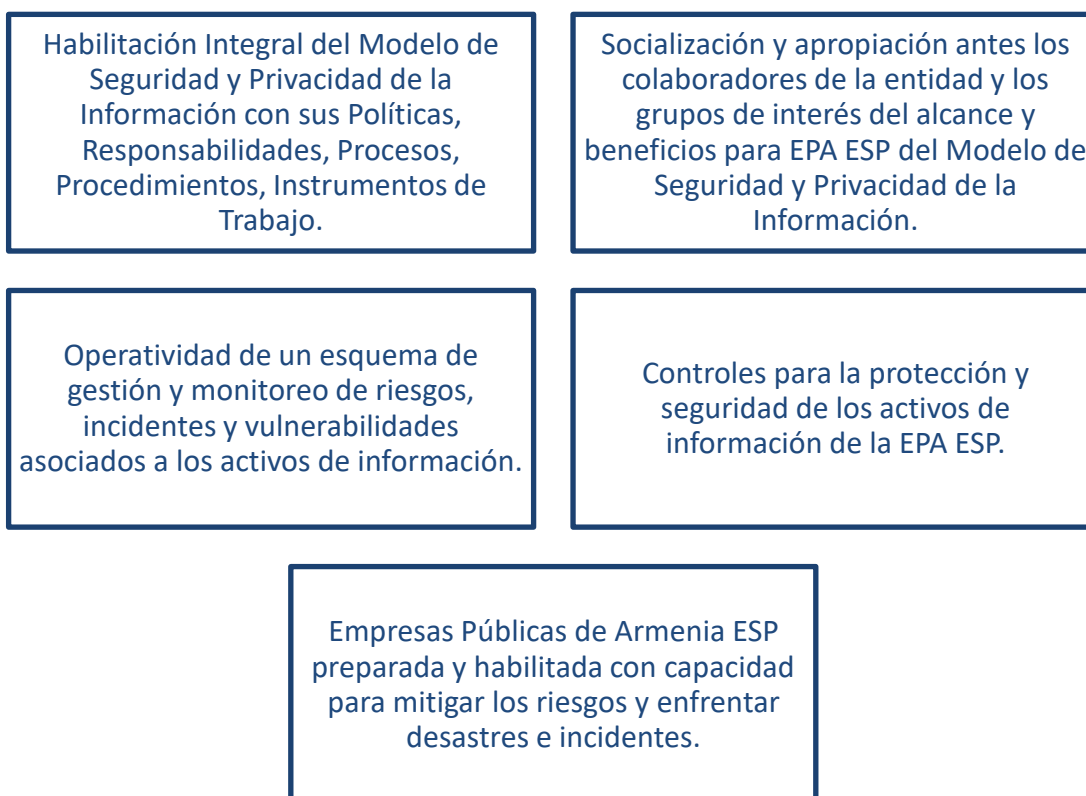 Habilitación Integral del Modelo de
Seguridad y Privacidad de la
Información con sus Políticas,
Responsabilidades, Procesos,
Procedimientos, Instrumentos de
Trabajo.
Socialización y apropiación antes los
colaboradores de la entidad y los
grupos de interés del alcance y
beneficios para EPA ESP del Modelo de
Seguridad y Privacidad de la
Información.
Operatividad de un esquema de
gestión y monitoreo de riesgos,
incidentes y vulnerabilidades
asociados a los activos de información.
Controles para la protección y
seguridad de los activos de
información de la EPA ESP.
Empresas Públicas de Armenia ESP
preparada y habilitada con capacidad
para mitigar los riesgos y enfrentar
desastres e incidentes.